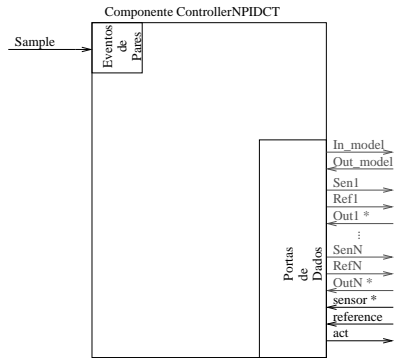 Componente ControllerNPIDCT
Sample
Eventos
de
Pares
In_model
Out_model
Sen1
Ref1
Out1 *
...
SenN
RefN
OutN *
sensor *
reference
act
Portas
de
Dados